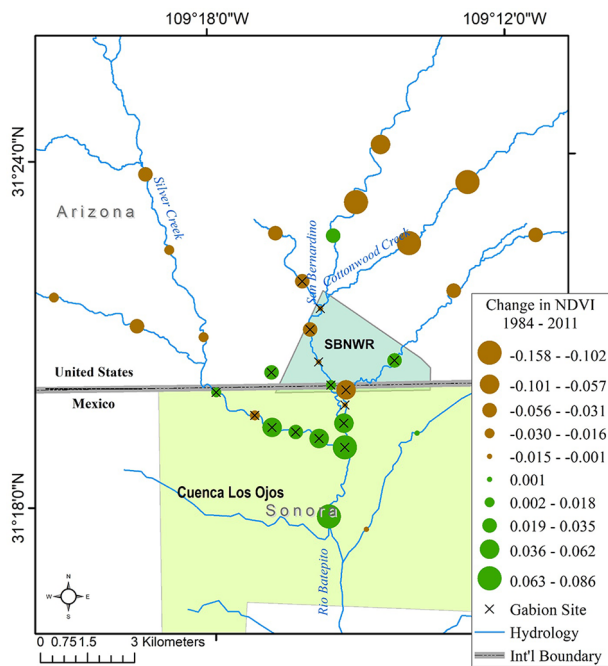 109°18'0"W
109°12'0"W
31°24'0"N
Silver Creek
Arizona
San Bernardino
Cottonwood Creek
SBNWR
United States
Mexico
Cuenca Los Ojos
Sonora
31°18'0"N
Rio Batepito
N
W E
S
0 0.75 1.5 3 Kilometers
Change in NDVI
1984 - 2011
-0.158 - -0.102
-0.101 - -0.057
-0.056 - -0.031
-0.030 - -0.016
-0.015 - -0.001
0.001
0.002 - 0.018
0.019 - 0.035
0.036 - 0.062
0.063 - 0.086
Gabion Site
Hydrology
Int'l Boundary